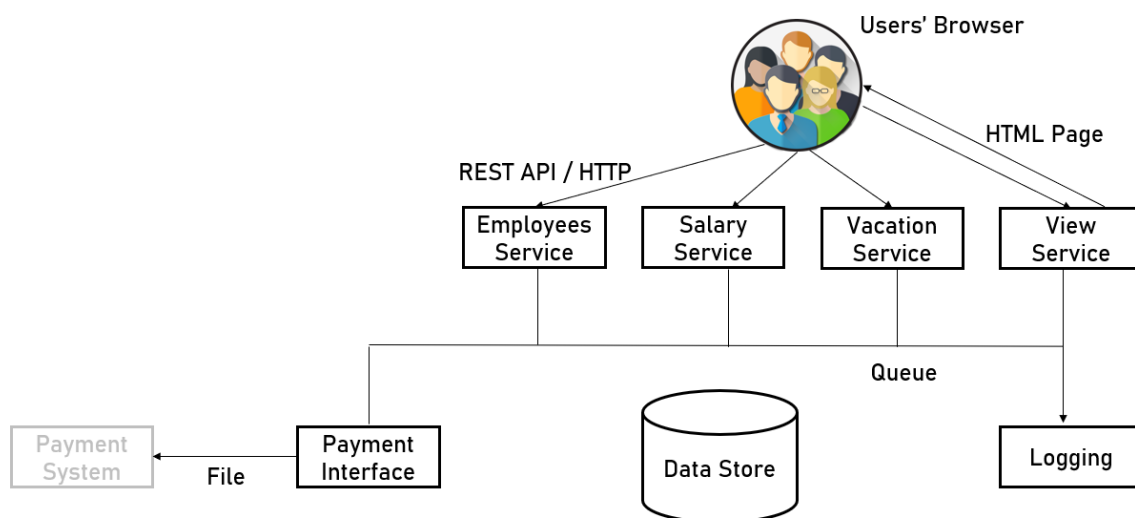 Users' Browser
HTML Page
REST API / HTTP
Employees
Service
Salary
Service
Vacation
Service
View
Service
Queue
Payment
System
File
Payment
Interface
Data Store
Logging